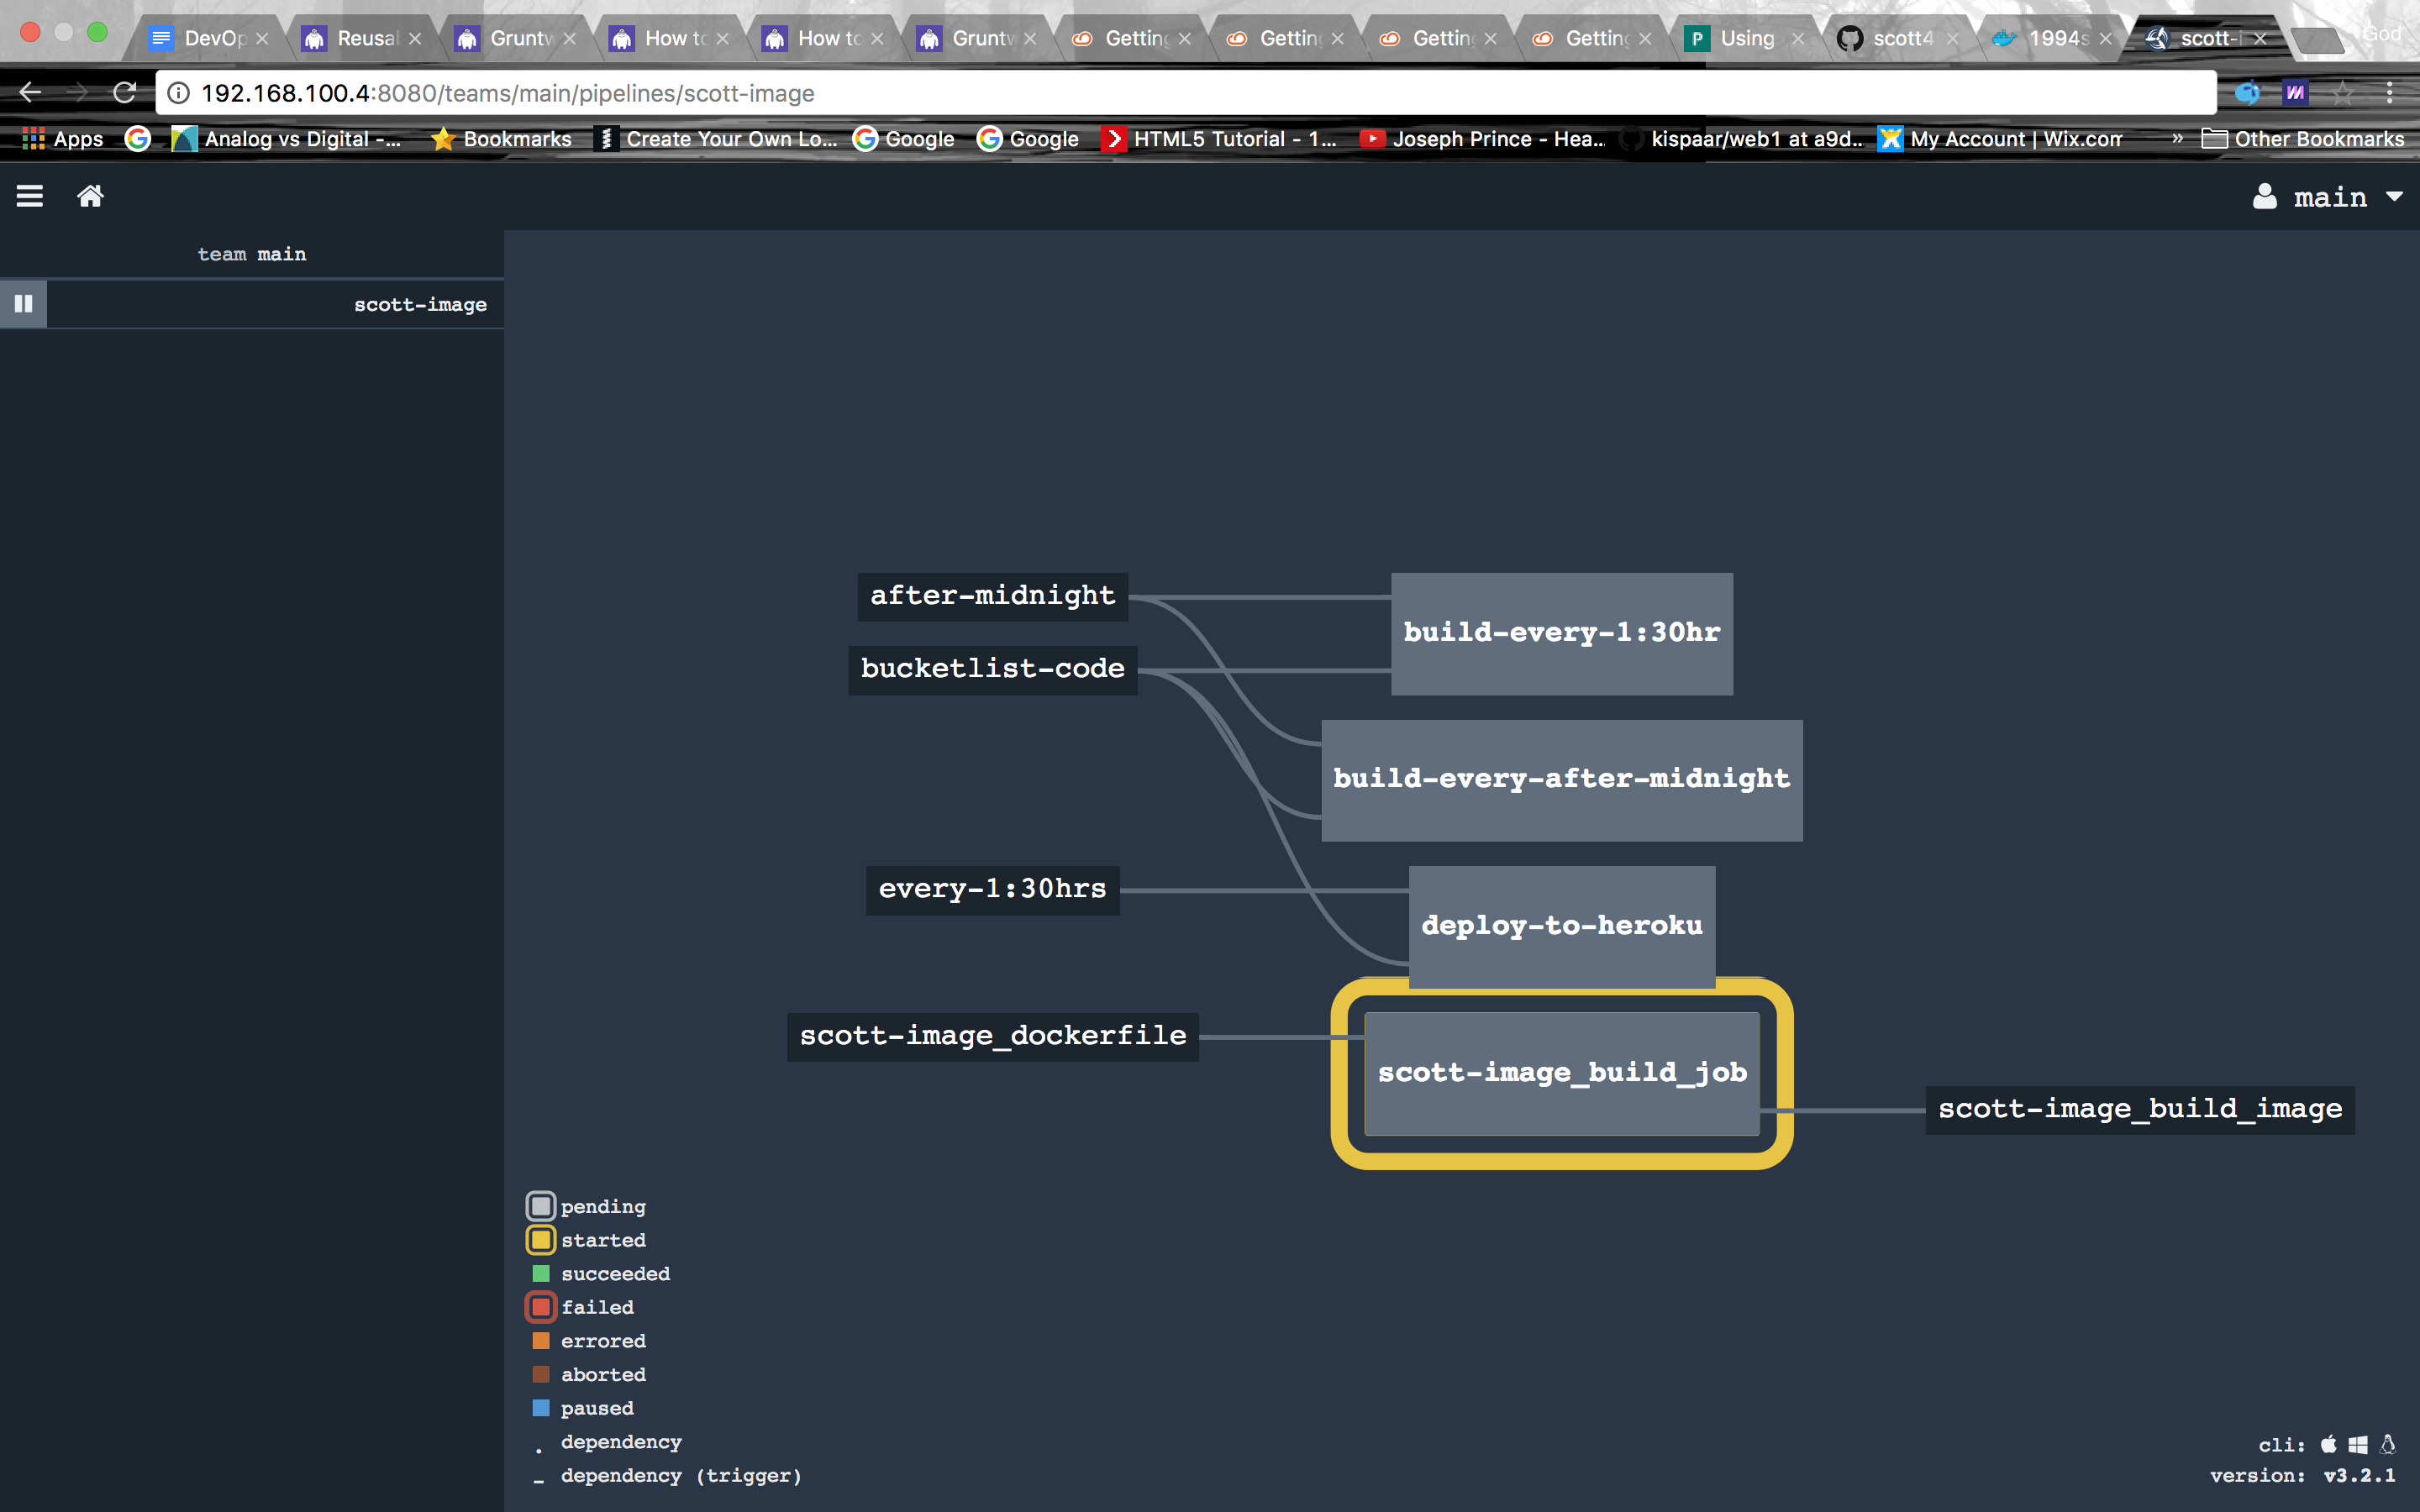 DevOp
Reusal
Gruntw
How to
How to
Gruntw
Getting
Getting
Getting
Getting
Using
scott4
1994s
scott-i
God
192.168.100.4:8080/teams/main/pipelines/scott-image
Apps
Analog vs Digital -...
Bookmarks
Create Your Own Lo...
Google
Google
HTML5 Tutorial - 1...
Joseph Prince - Hea...
kispaar/web1 at a9d...
My Account | Wix.com
»
Other Bookmarks
main
team main
scott-image
after-midnight
build-every-1:30hr
bucketlist-code
build-every-after-midnight
every-1:30hrs
deploy-to-heroku
scott-image_dockerfile
scott-image_build_job
scott-image_build_image
pending
started
succeeded
failed
errored
aborted
paused
. dependency
- dependency (trigger)
cli:
version: v3.2.1